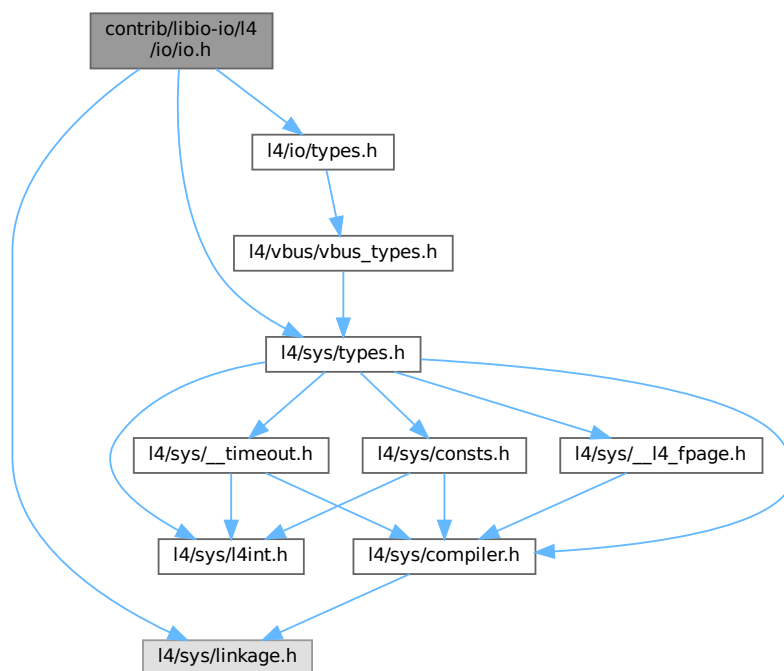 contrib/libio-io/l4
/io/io.h
l4/io/types.h
l4/vbus/vbus_types.h
l4/sys/types.h
l4/sys/__timeout.h
l4/sys/consts.h
l4/sys/__l4_fpage.h
l4/sys/l4int.h
l4/sys/compiler.h
l4/sys/linkage.h